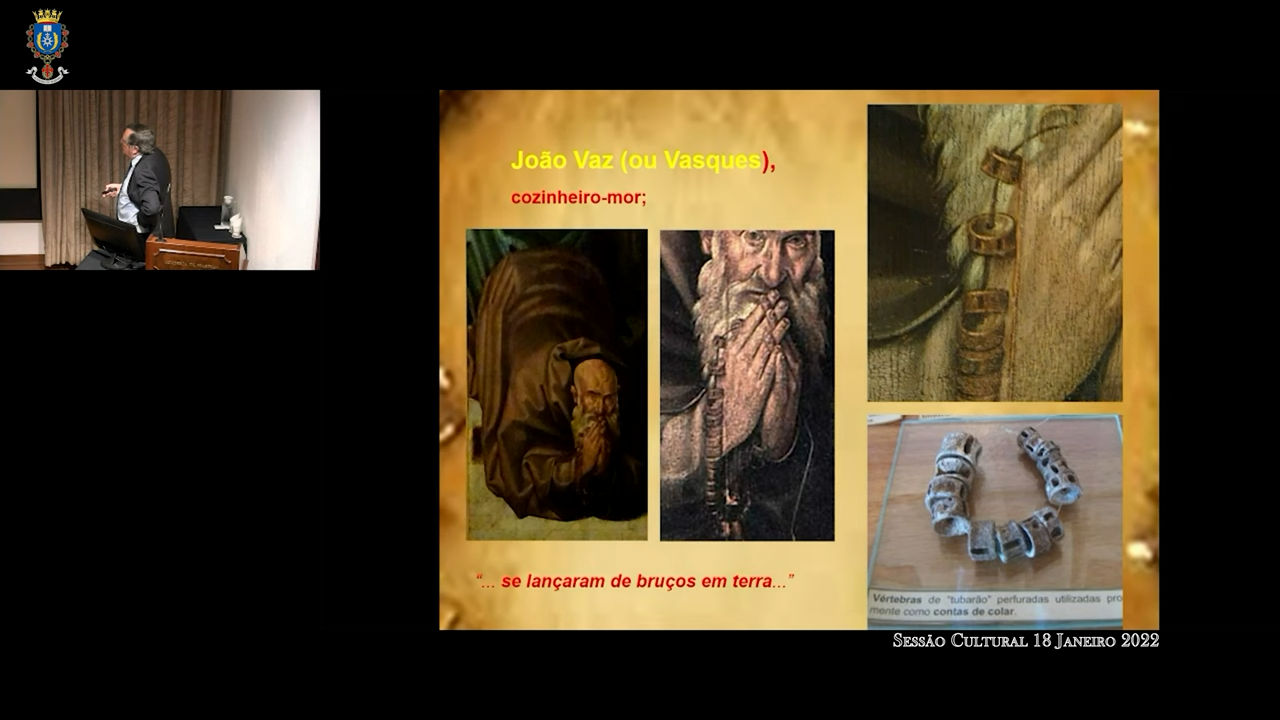 João Vaz (ou Vasques),
cozinheiro-mor;
“... se lançaram de bruços em terra...”
Vértebras de “tubarão” perfuradas utilizadas pro
mente como contas de colar.
Sessão Cultural 18 Janeiro 2022